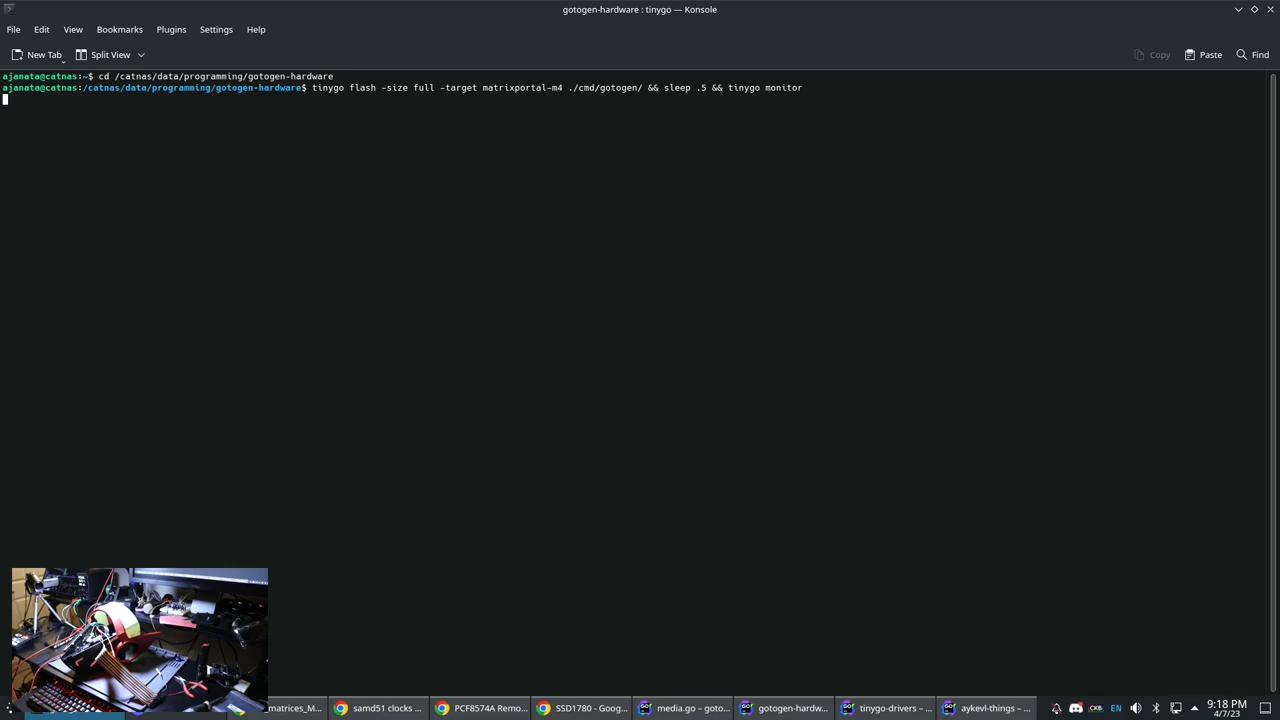 gotogen-hardware : tinygo — Konsole
File Edit View Bookmarks Plugins Settings Help
New Tab Split View Copy Paste Find
ajanata@catnas:~$ cd /catnas/data/programming/gotogen-hardware
ajanata@catnas:/catnas/data/programming/gotogen-hardware$ tinygo flash -size full -target matrixportal-m4 ./cmd/gotogen/ && sleep .5 && tinygo monitor
matrices_M... samd51 clocks ... PCF8574A Remo... SSD1780 - Goog... media.go – goto... gotogen-hardw... tinygo-drivers – ... aykevl-things – ... EN 9:18 PM
4/7/23